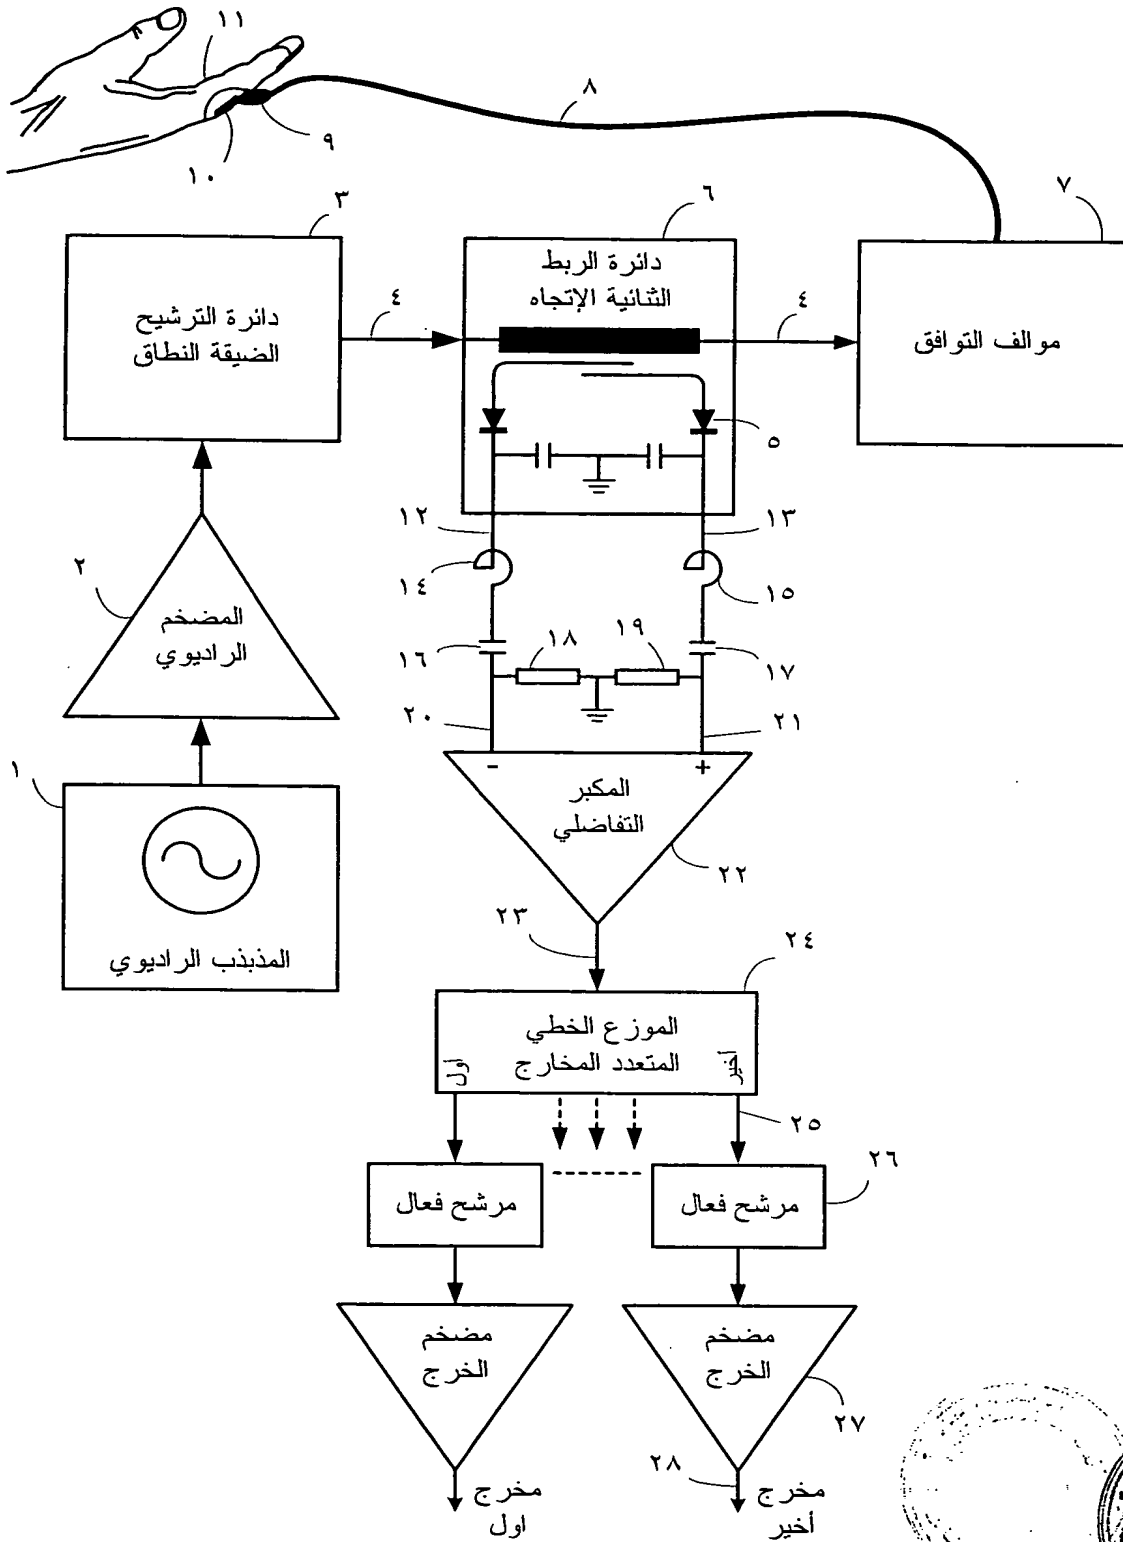 ١١
٨
٩
١٠
٣
٦
٧
دائرة الترشيح
الضيقة النطاق
٤
دائرة الربط
الثنائية الإتجاه
٤
موالف التوافق
٥
١٢
١٣
١٤
١٥
٢
المضخم
الراديوي
١٦
١٨
١٩
١٧
٢٠
٢١
-
+
١
المكبر
التفاضلي
٢٢
المذبذب الراديوي
٢٣
٢٤
الموزع الخطي
المتعدد المخارج
اول
أخير
٢٥
٢٦
مرشح فعال
مرشح فعال
مضخم
الخرج
مضخم
الخرج
٢٧
٢٨
مخرج
اول
مخرج
أخير